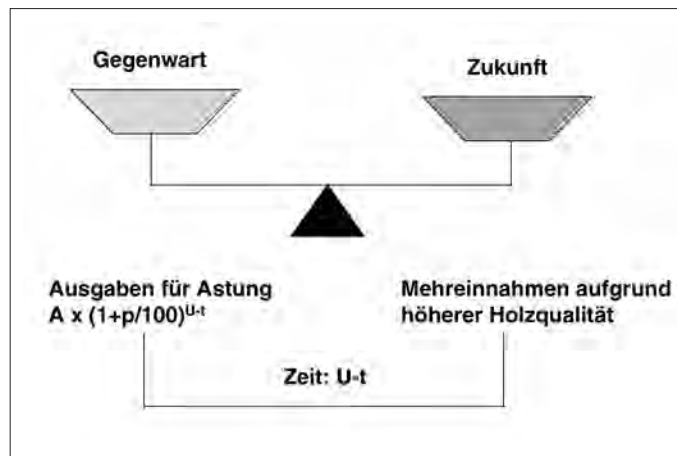 Gegenwart
Zukunft
Ausgaben für Astung
A x (1+p/100)^U-t
Mehreinnahmen aufgrund
höherer Holzqualität
Zeit: U-t